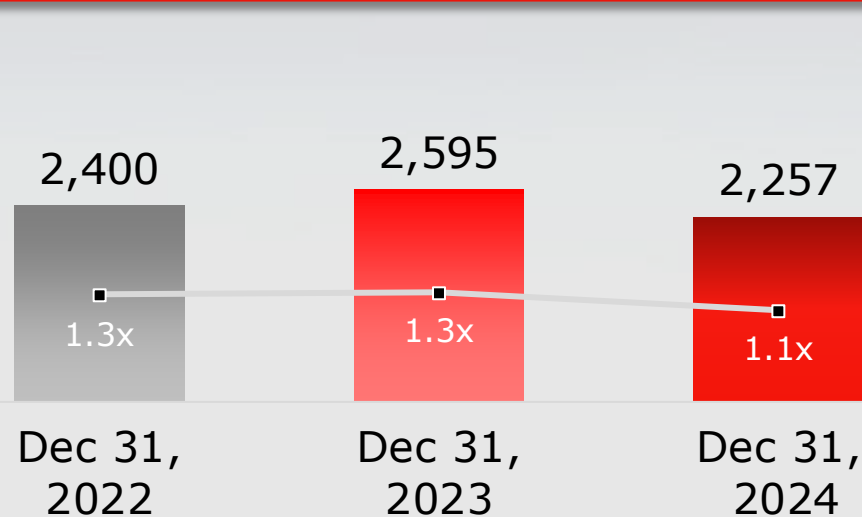 2,400
2,595
2,257
1.3x
1.3x
1.1x
Dec 31,
2022
Dec 31,
2023
Dec 31,
2024